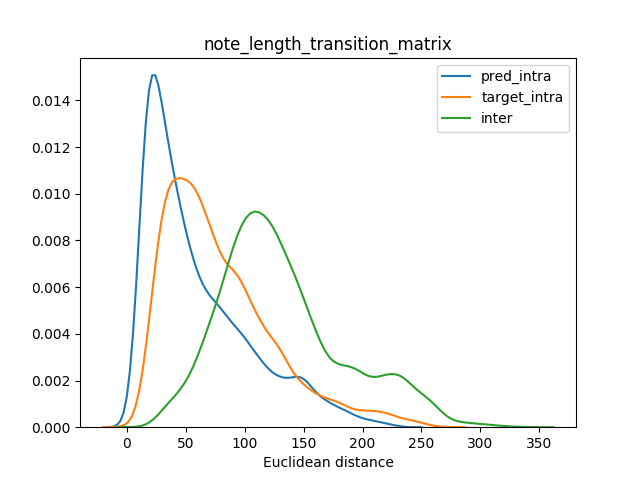 note_length_transition_matrix
pred_intra
target_intra
inter
0.014
0.012
0.010
0.008
0.006
0.004
0.002
0.000
0 50 100 150 200 250 300 350
Euclidean distance